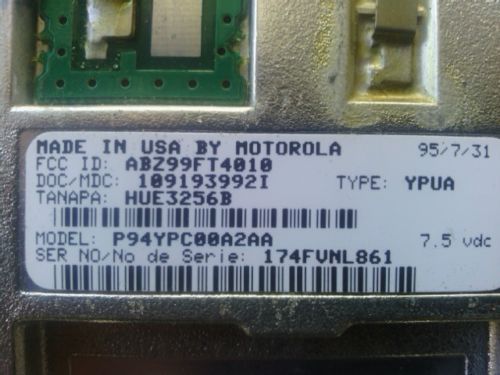 MADE IN USA BY MOTOROLA 95/7/31
FCC ID: ABZ99FT4010
DOC/MDC: 109193992I TYPE: YPUA
TANAPA: HUE3256B
MODEL: P94YPC00A2AA 7.5 vdc
SER NO/No de Serie: 174FVNL861